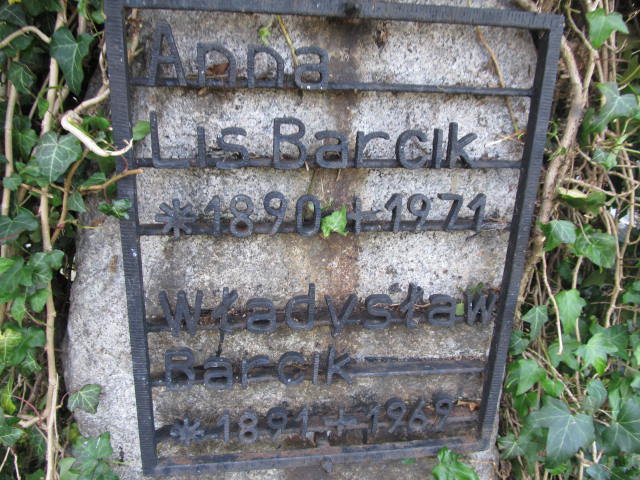 Anna
Lis Barcik
*1890 + 1971
Władysław
Barcik
*1891 + 1969